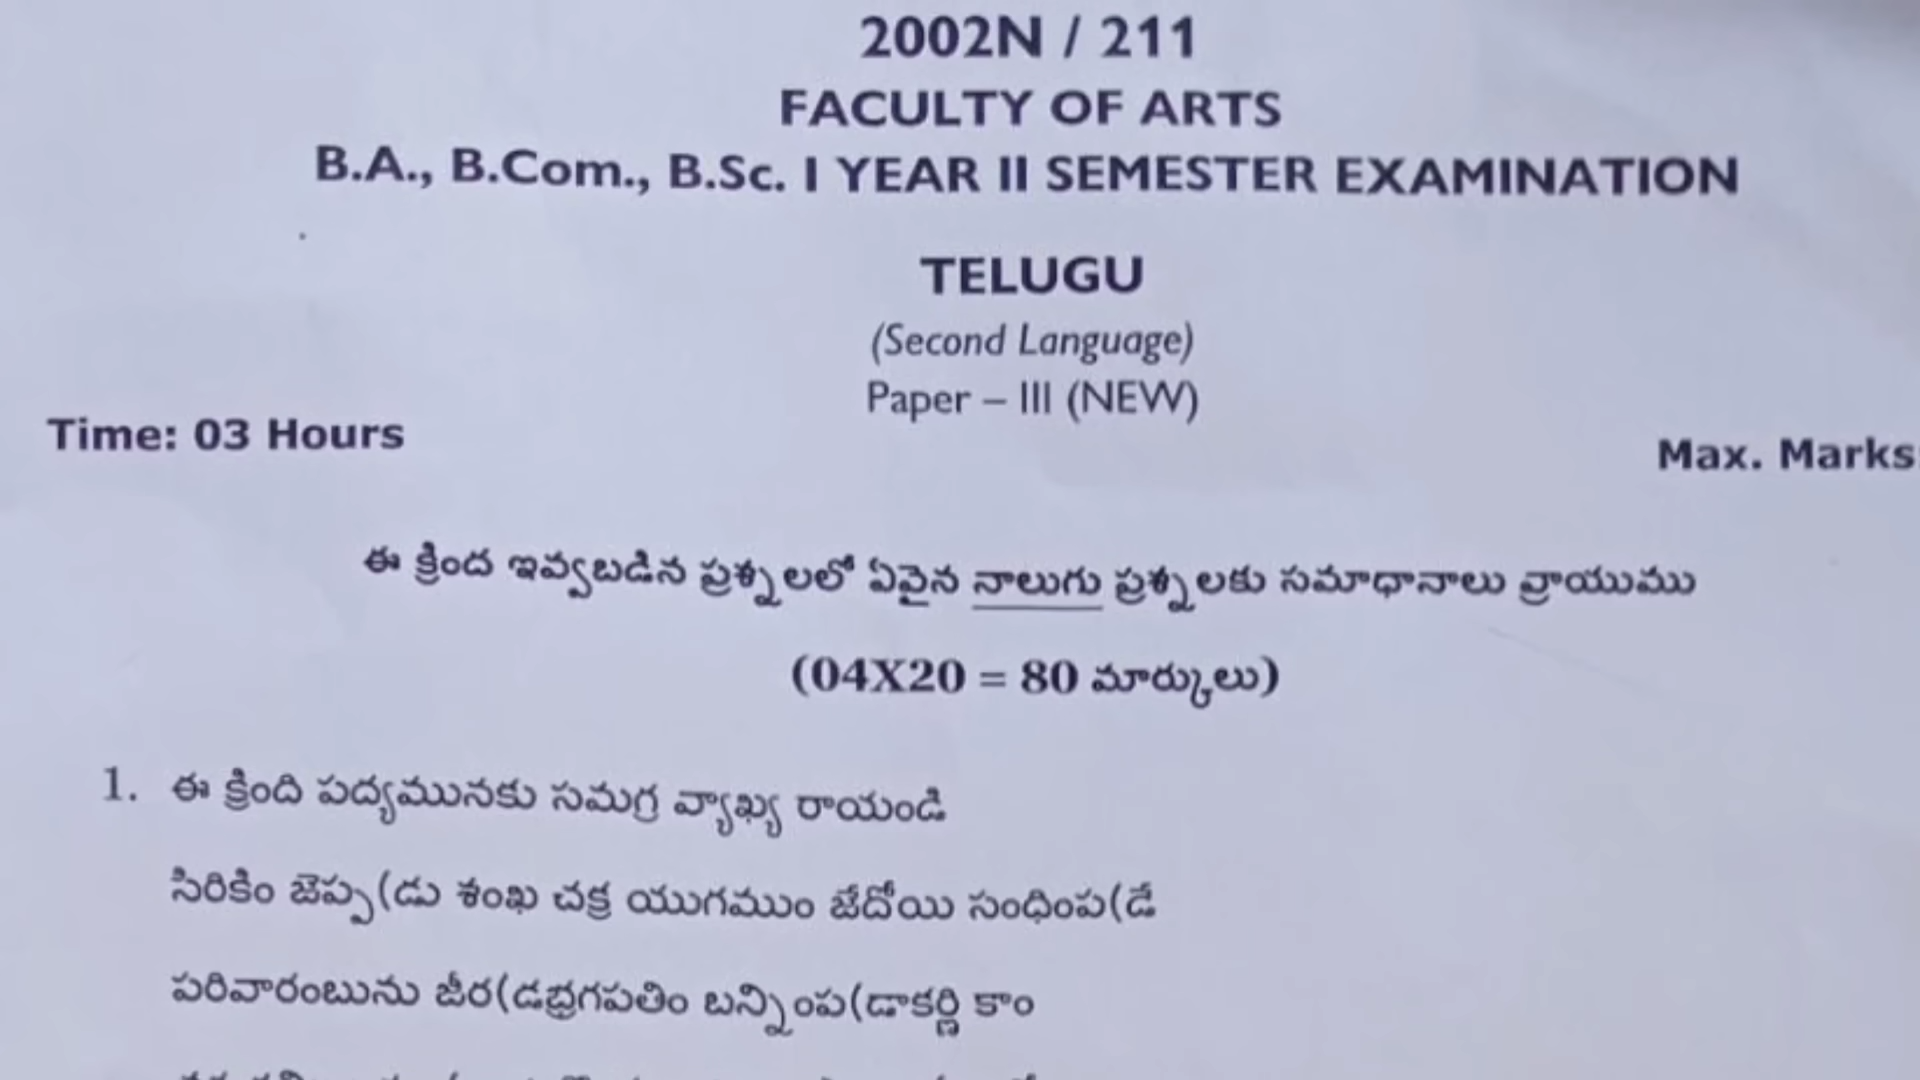 2002N / 211
FACULTY OF ARTS
B.A., B.Com., B.Sc. I YEAR II SEMESTER EXAMINATION
TELUGU
(Second Language)
Paper – III (NEW)
Time: 03 Hours
Max. Marks
ఈ క్రింద ఇవ్వబడిన ప్రశ్నలలో ఏవైన నాలుగు ప్రశ్నలకు సమాధానాలు వ్రాయుము
(04X20 = 80 మార్కులు)
1. ఈ క్రింది పద్యమునకు సమగ్ర వ్యాఖ్య రాయండి
సిరికిం జెప్ప(డు శంఖ చక్ర యుగముం జేదోయి సంధింప(డే
పరివారంబును జీర(డభ్రగపతిం బన్నింప(డాకర్ణి కాం